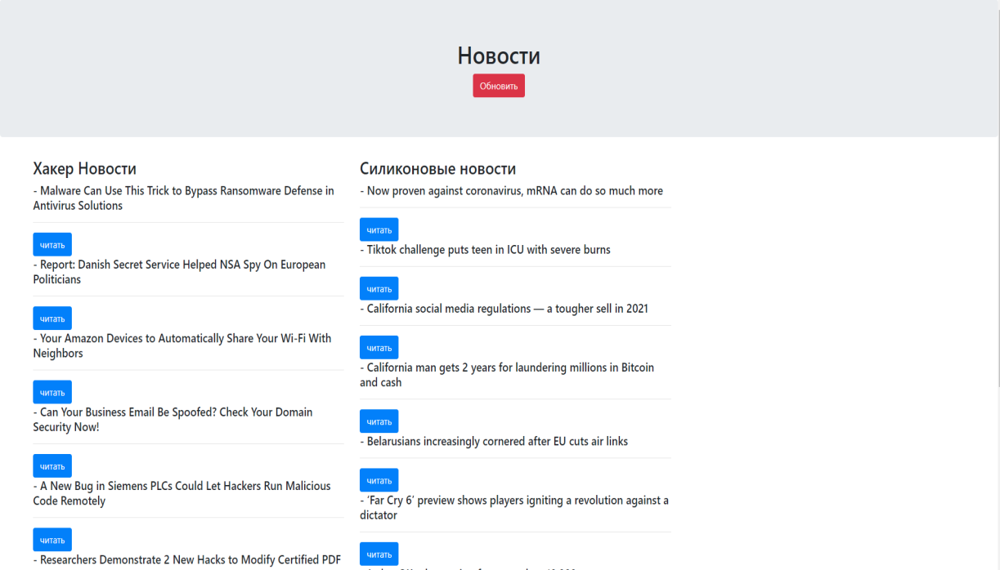 Новости
Обновить
Хакер Новости
- Malware Can Use This Trick to Bypass Ransomware Defense in
Antivirus Solutions
читать
- Report: Danish Secret Service Helped NSA Spy On European
Politicians
читать
- Your Amazon Devices to Automatically Share Your Wi-Fi With
Neighbors
читать
- Can Your Business Email Be Spoofed? Check Your Domain
Security Now!
читать
- A New Bug in Siemens PLCs Could Let Hackers Run Malicious
Code Remotely
читать
- Researchers Demonstrate 2 New Hacks to Modify Certified PDF
Силиконовые новости
- Now proven against coronavirus, mRNA can do so much more
читать
- Tiktok challenge puts teen in ICU with severe burns
читать
- California social media regulations — a tougher sell in 2021
читать
- California man gets 2 years for laundering millions in Bitcoin
and cash
читать
- Belarusians increasingly cornered after EU cuts air links
читать
- ‘Far Cry 6’ preview shows players igniting a revolution against a
dictator
читать